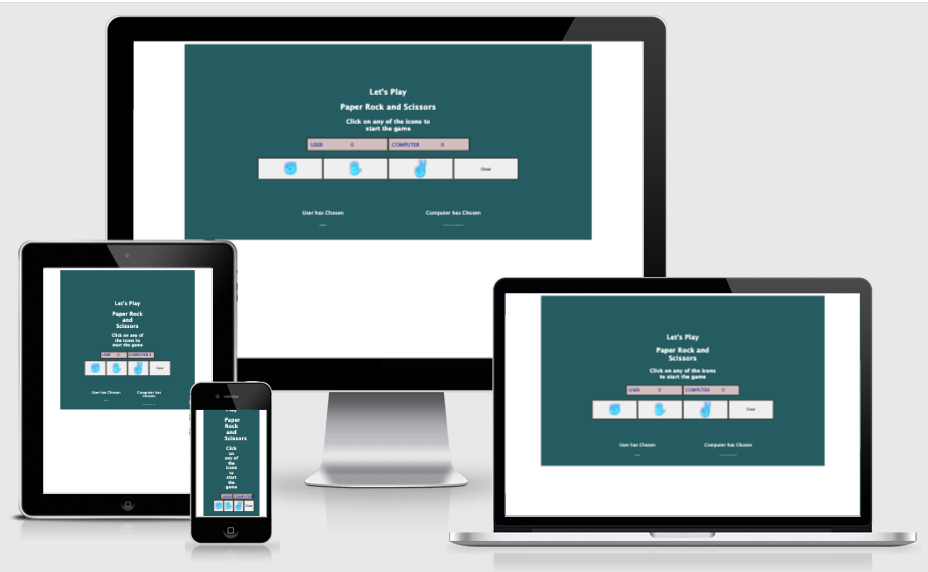 Let's Play
Paper Rock and Scissors
Click on any of the icons to
start the game
USER 0 COMPUTER 0
Clear
User has Chosen Computer has Chosen
Let's Play
Paper Rock
and
Scissors
Click on any of
the icons to
start the game
USER 0 COMPUTER 0
Clear
User has Chosen Computer has
Chosen
Play
Paper
Rock
and
Scissors
Click
on
any of
the
icons
to
start
the
game
Clear
Let's Play
Paper Rock and
Scissors
Click on any of the icons
to start the game
USER 0 COMPUTER 0
Clear
User has Chosen Computer has Chosen